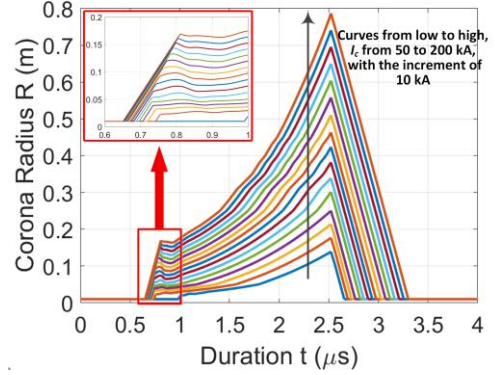 0.8
0.7
0.6
0.5
0.4
0.3
0.2
0.1
0
Corona Radius R (m)
0.2
0.15
0.1
0.05
0
0.6 0.7 0.8 0.9 1
Curves from low to high,
Ic from 50 to 200 kA,
with the increment of
10 kA
0 0.5 1 1.5 2 2.5 3 3.5 4
Duration t (μs)